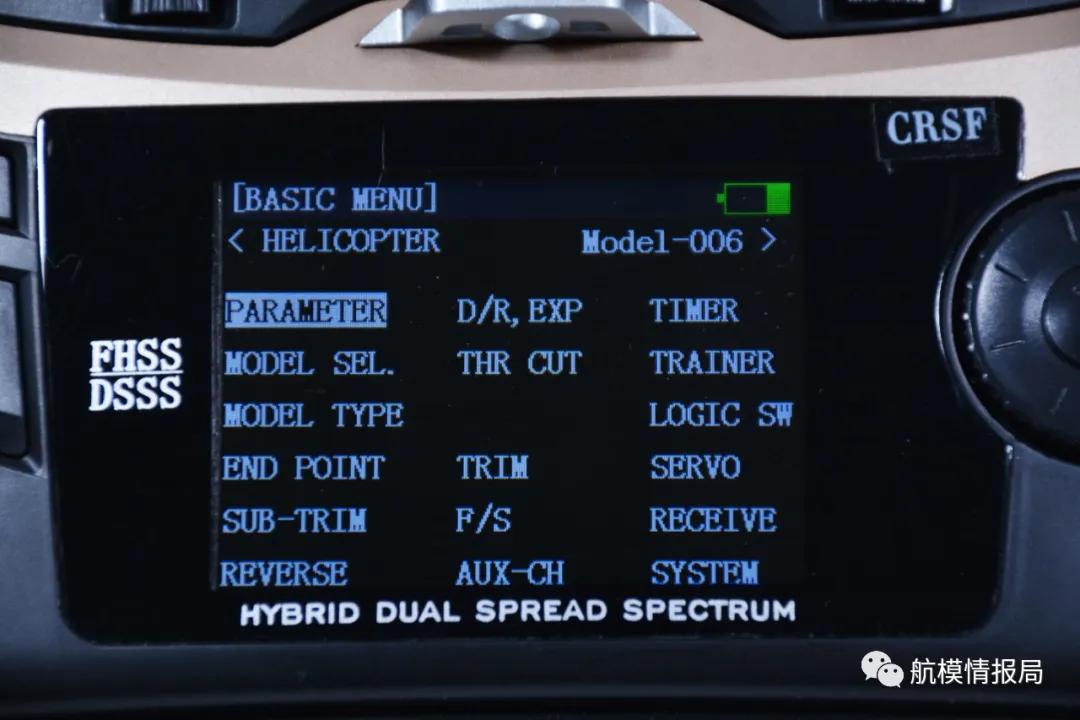 CRSF
[BASIC MENU]
< HELICOPTER Model-006 >
PARAMETER D/R,EXP TIMER
MODEL SEL. THR CUT TRAINER
MODEL TYPE LOGIC SW
END POINT TRIM SERVO
SUB-TRIM F/S RECEIVE
REVERSE AUX-CH SYSTEM
FHSS
DSSS
HYBRID DUAL SPREAD SPECTRUM
航模情报局